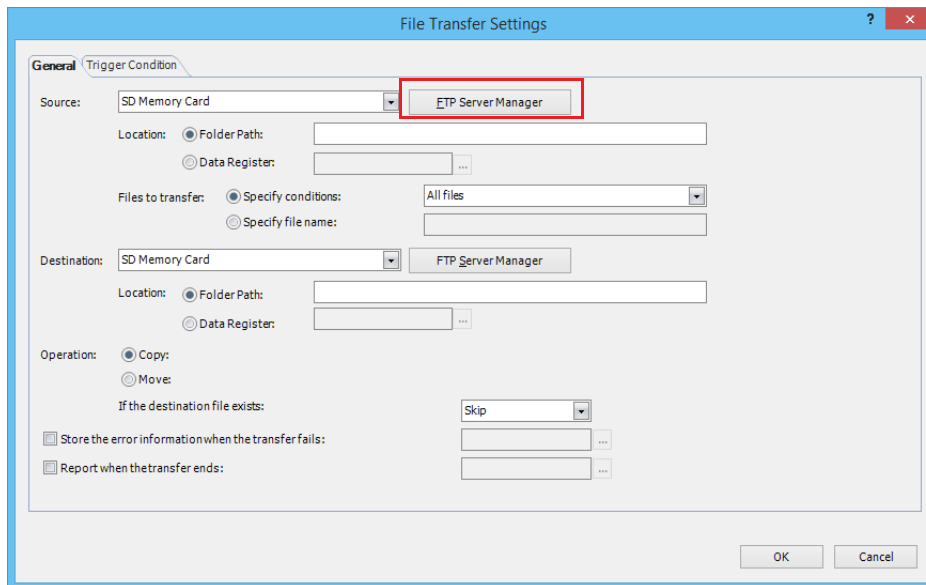 File Transfer Settings
?
×
General Trigger Condition
Source: SD Memory Card FTP Server Manager
Location: Folder Path:
Data Register: ...
Files to transfer: Specify conditions: All files
Specify file name:
Destination: SD Memory Card FTP Server Manager
Location: Folder Path:
Data Register: ...
Operation: Copy:
Move:
If the destination file exists: Skip
Store the error information when the transfer fails: ...
Report when the transfer ends: ...
OK Cancel